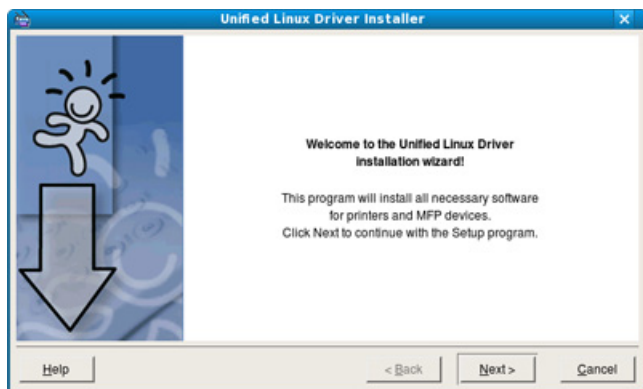 Unified Linux Driver Installer
Welcome to the Unified Linux Driver
installation wizard!
This program will install all necessary software
for printers and MFP devices.
Click Next to continue with the Setup program.
Help
< Back
Next >
Cancel